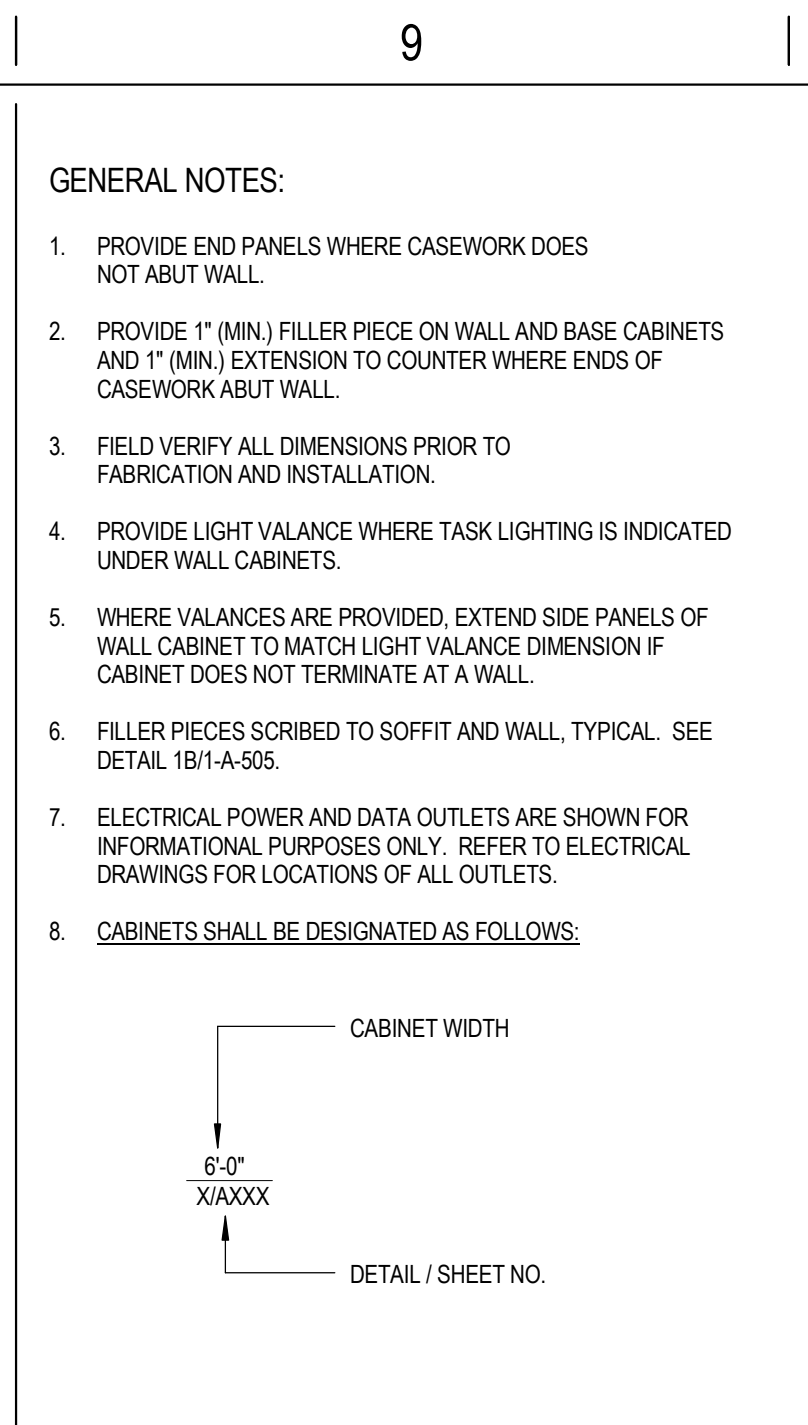 9
GENERAL NOTES:
1. PROVIDE END PANELS WHERE CASEWORK DOES
NOT ABUT WALL.
2. PROVIDE 1" (MIN.) FILLER PIECE ON WALL AND BASE CABINETS
AND 1" (MIN.) EXTENSION TO COUNTER WHERE ENDS OF
CASEWORK ABUT WALL.
3. FIELD VERIFY ALL DIMENSIONS PRIOR TO
FABRICATION AND INSTALLATION.
4. PROVIDE LIGHT VALANCE WHERE TASK LIGHTING IS INDICATED
UNDER WALL CABINETS.
5. WHERE VALANCES ARE PROVIDED, EXTEND SIDE PANELS OF
WALL CABINET TO MATCH LIGHT VALANCE DIMENSION IF
CABINET DOES NOT TERMINATE AT A WALL.
6. FILLER PIECES SCRIBED TO SOFFIT AND WALL, TYPICAL. SEE
DETAIL 1B/1-A-505.
7. ELECTRICAL POWER AND DATA OUTLETS ARE SHOWN FOR
INFORMATIONAL PURPOSES ONLY. REFER TO ELECTRICAL
DRAWINGS FOR LOCATIONS OF ALL OUTLETS.
8. CABINETS SHALL BE DESIGNATED AS FOLLOWS:
CABINET WIDTH
6'-0"
X/AXXX
DETAIL / SHEET NO.